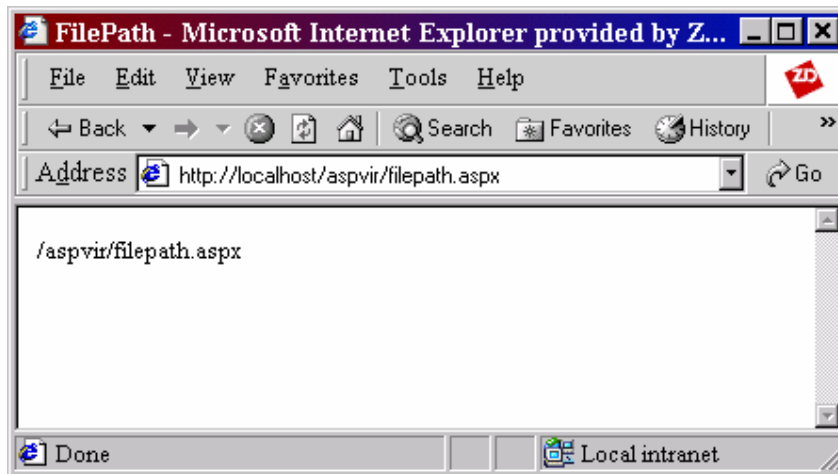 FilePath - Microsoft Internet Explorer provided by Z...
File Edit View Favorites Tools Help
ZD
Back Search Favorites History »
Address http://localhost/aspvir/filepath.aspx Go
/aspvir/filepath.aspx
Done Local intranet